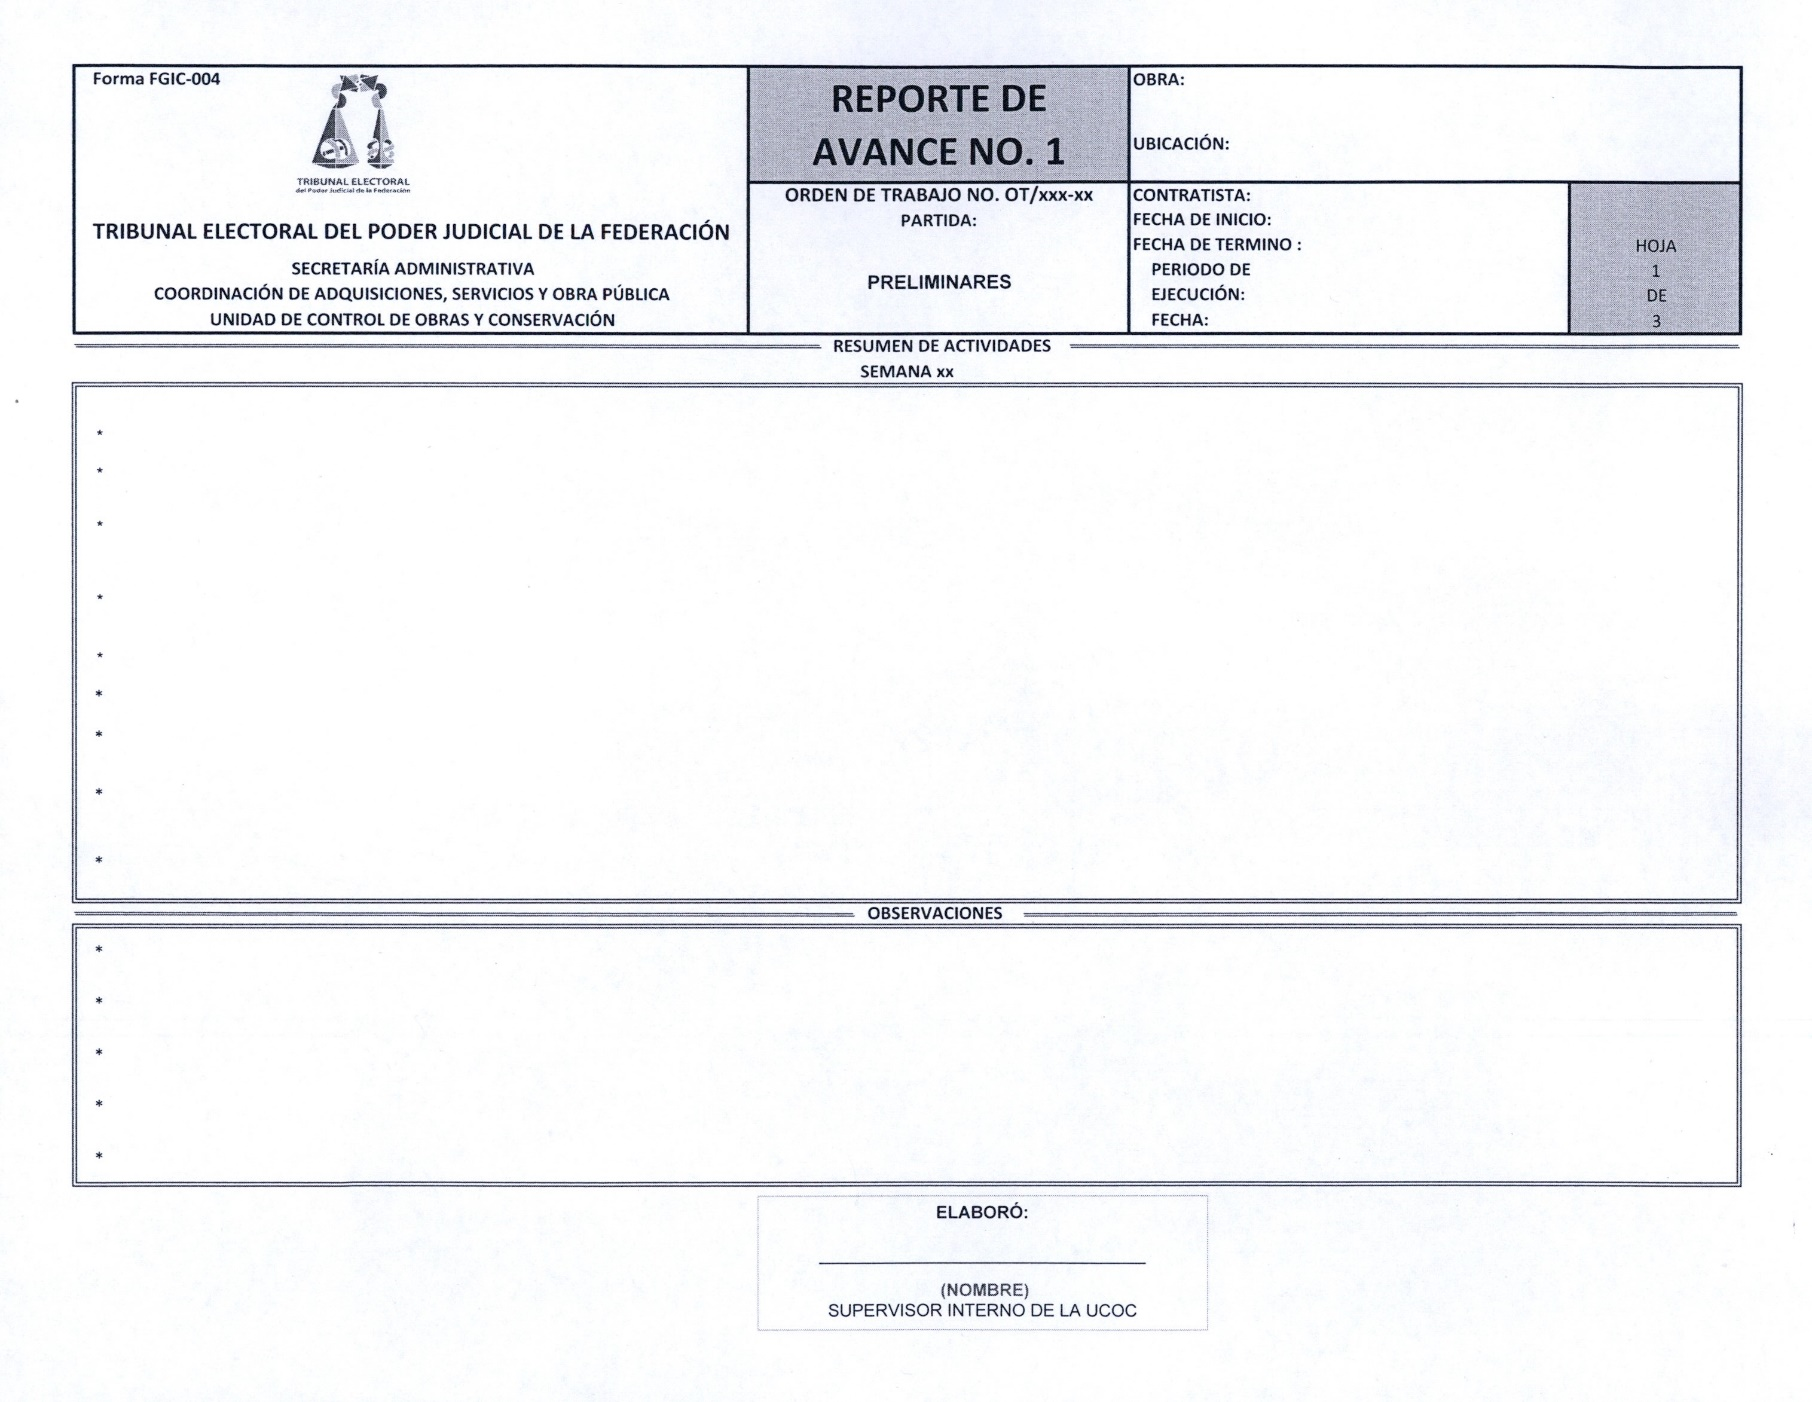 Forma FGIC-004
TRIBUNAL ELECTORAL
del Poder Judicial de la Federación
TRIBUNAL ELECTORAL DEL PODER JUDICIAL DE LA FEDERACIÓN
SECRETARÍA ADMINISTRATIVA
COORDINACIÓN DE ADQUISICIONES, SERVICIOS Y OBRA PÚBLICA
UNIDAD DE CONTROL DE OBRAS Y CONSERVACIÓN
REPORTE DE
AVANCE NO. 1
ORDEN DE TRABAJO NO. OT/xxx-xx
PARTIDA:
PRELIMINARES
OBRA:
UBICACIÓN:
CONTRATISTA:
FECHA DE INICIO:
FECHA DE TERMINO :
PERIODO DE
EJECUCIÓN:
FECHA:
HOJA
1
DE
3
RESUMEN DE ACTIVIDADES
SEMANA xx
*
*
*
*
*
*
*
*
*
OBSERVACIONES
*
*
*
*
*
ELABORÓ:
(NOMBRE)
SUPERVISOR INTERNO DE LA UCOC